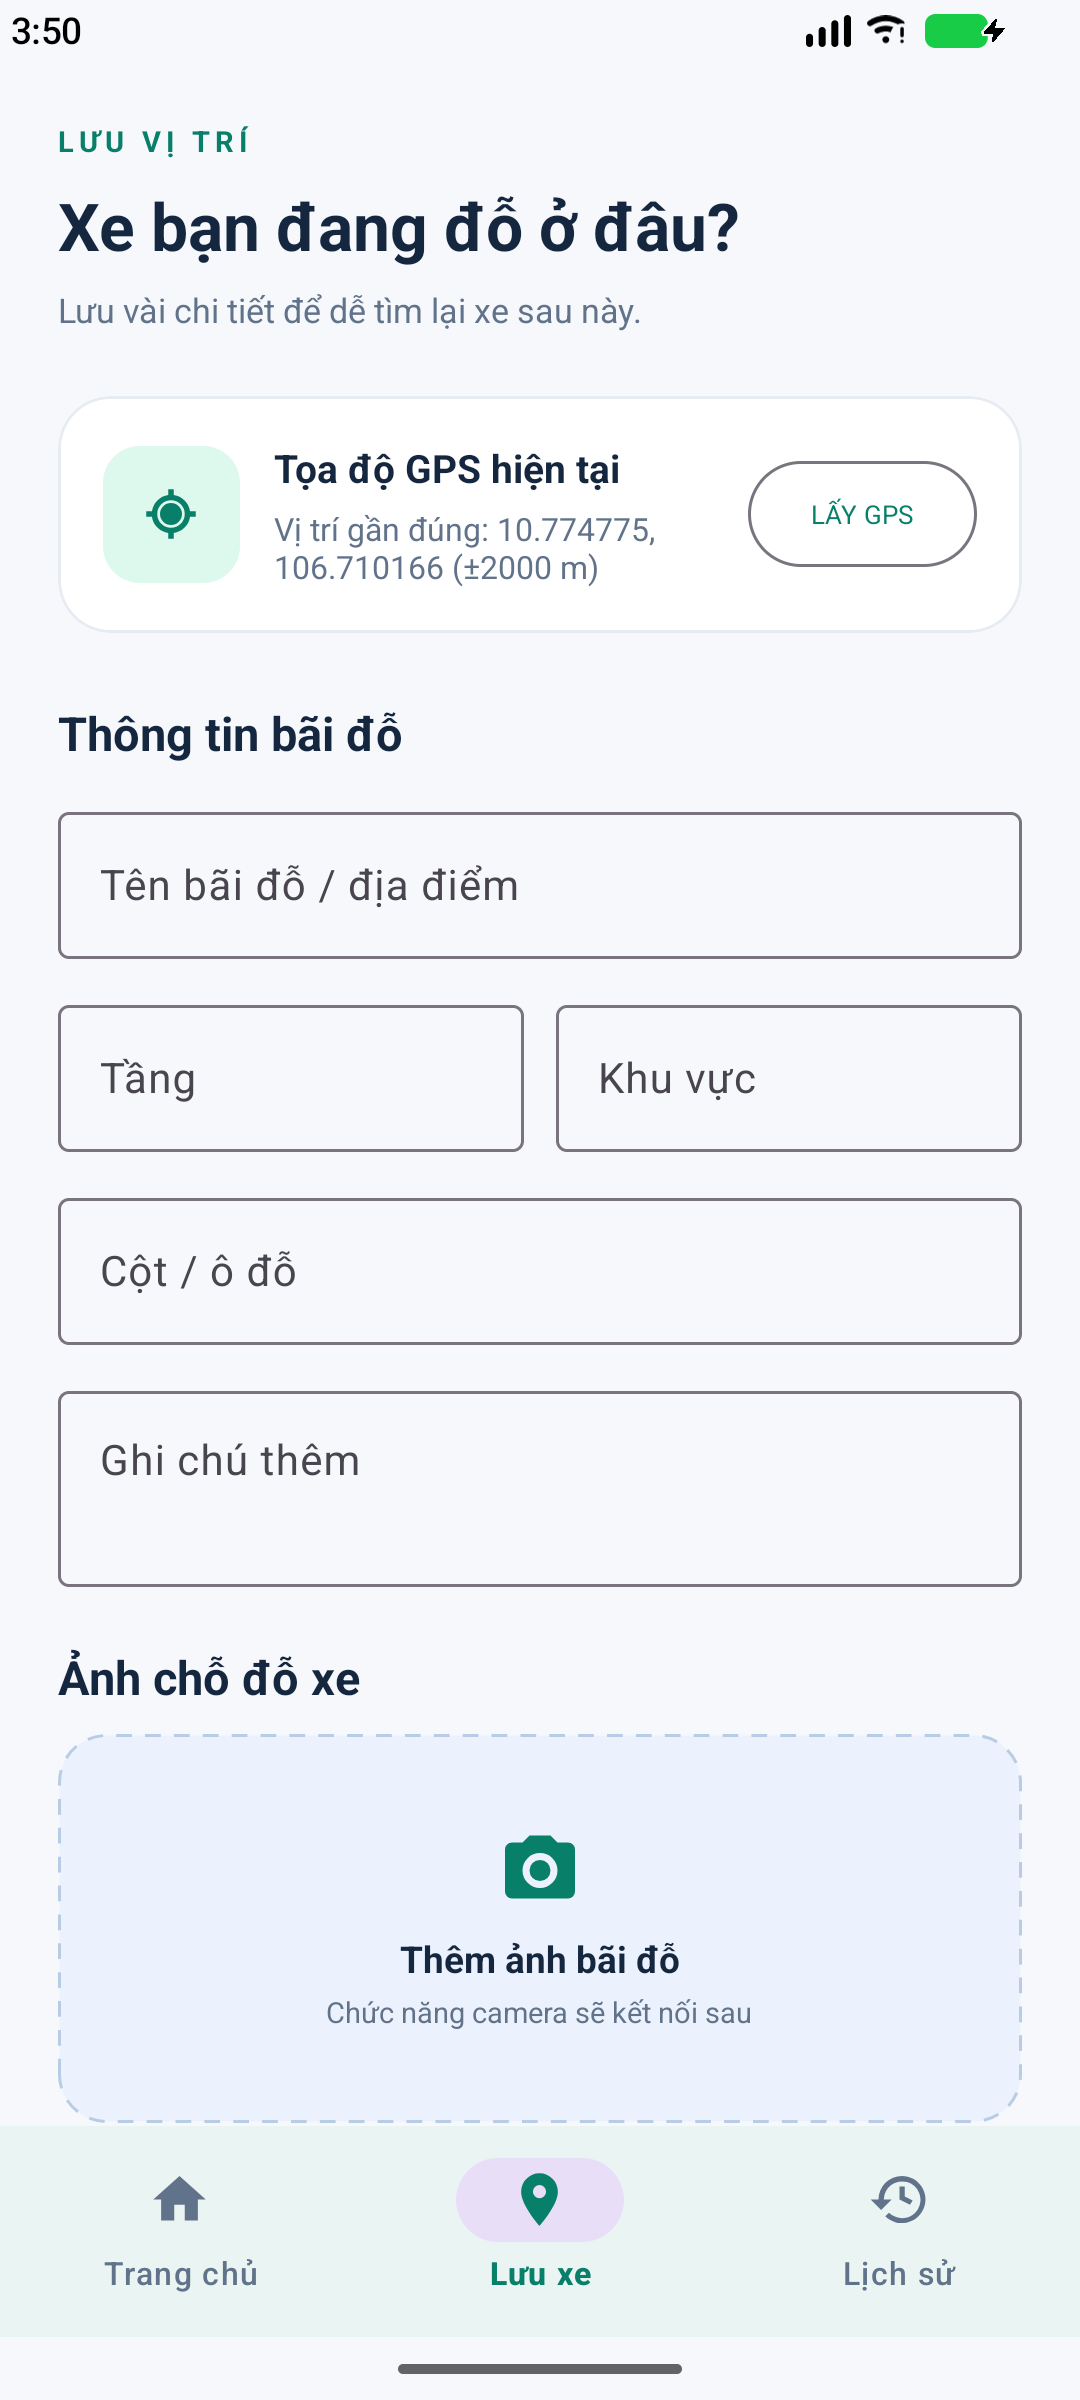 3:50
LƯU VỊ TRÍ
Xe bạn đang đỗ ở đâu?
Lưu vài chi tiết để dễ tìm lại xe sau này.
Tọa độ GPS hiện tại
Vị trí gần đúng: 10.774775,
106.710166 (±2000 m)
LẤY GPS
Thông tin bãi đỗ
Tên bãi đỗ / địa điểm
Tầng
Khu vực
Cột / ô đỗ
Ghi chú thêm
Ảnh chỗ đỗ xe
Thêm ảnh bãi đỗ
Chức năng camera sẽ kết nối sau
Trang chủ
Lưu xe
Lịch sử